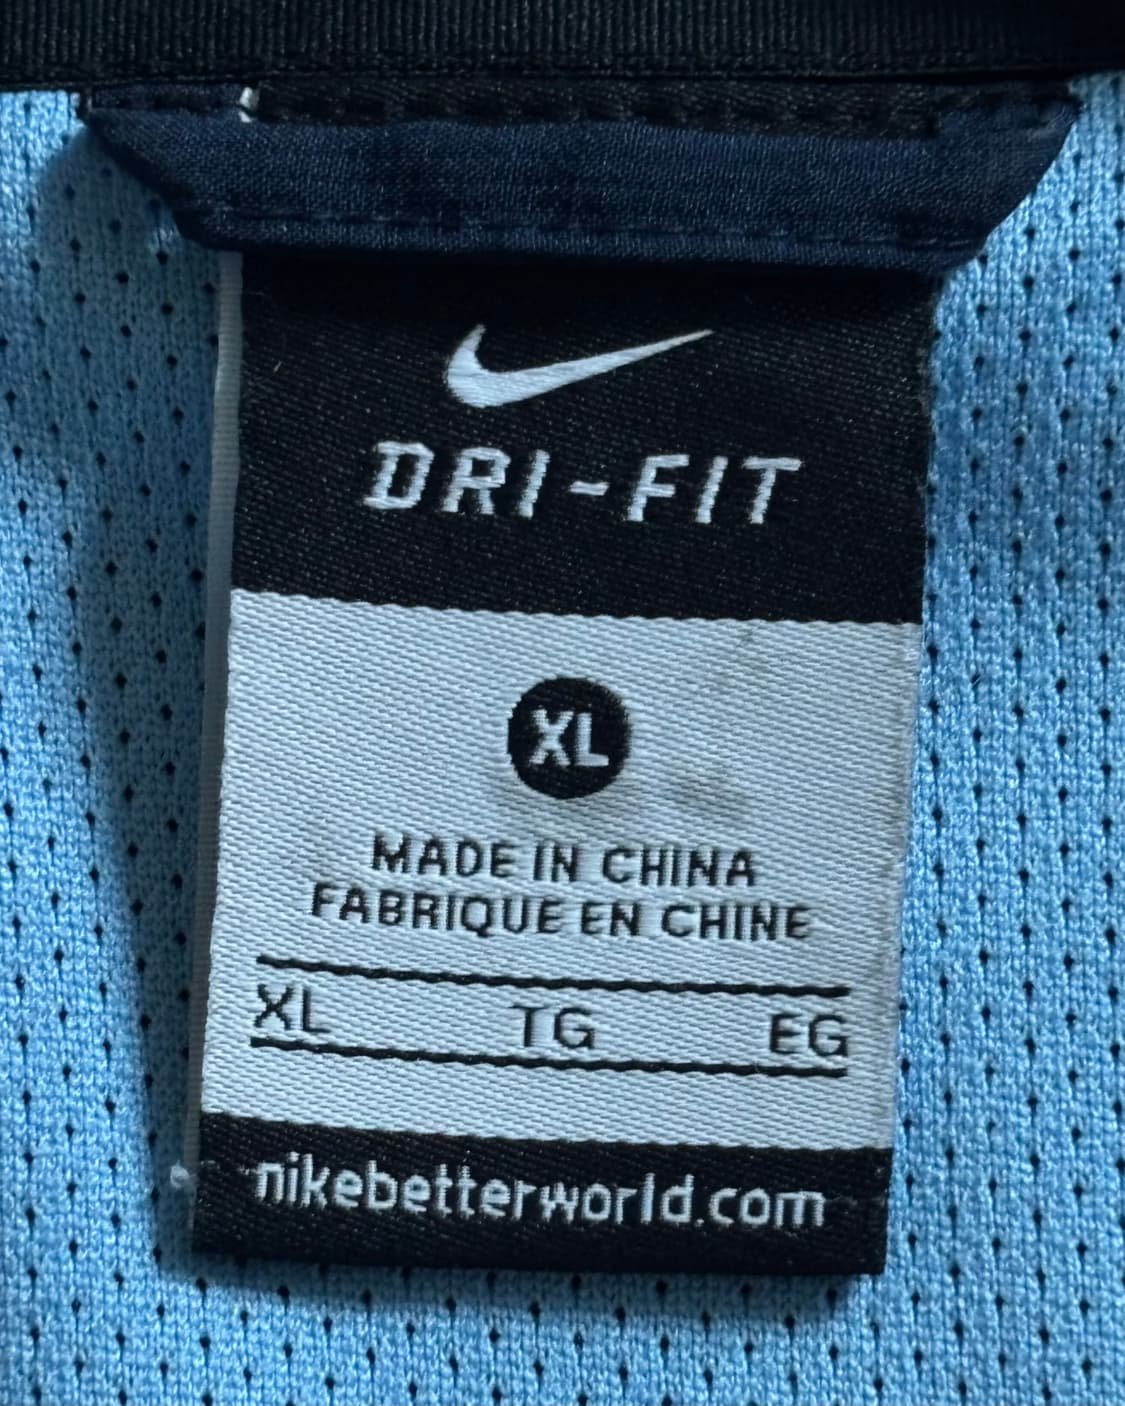 DRI-FIT
XL
MADE IN CHINA
FABRIQUE EN CHINE
XL TG EG
nikebetterworld.com